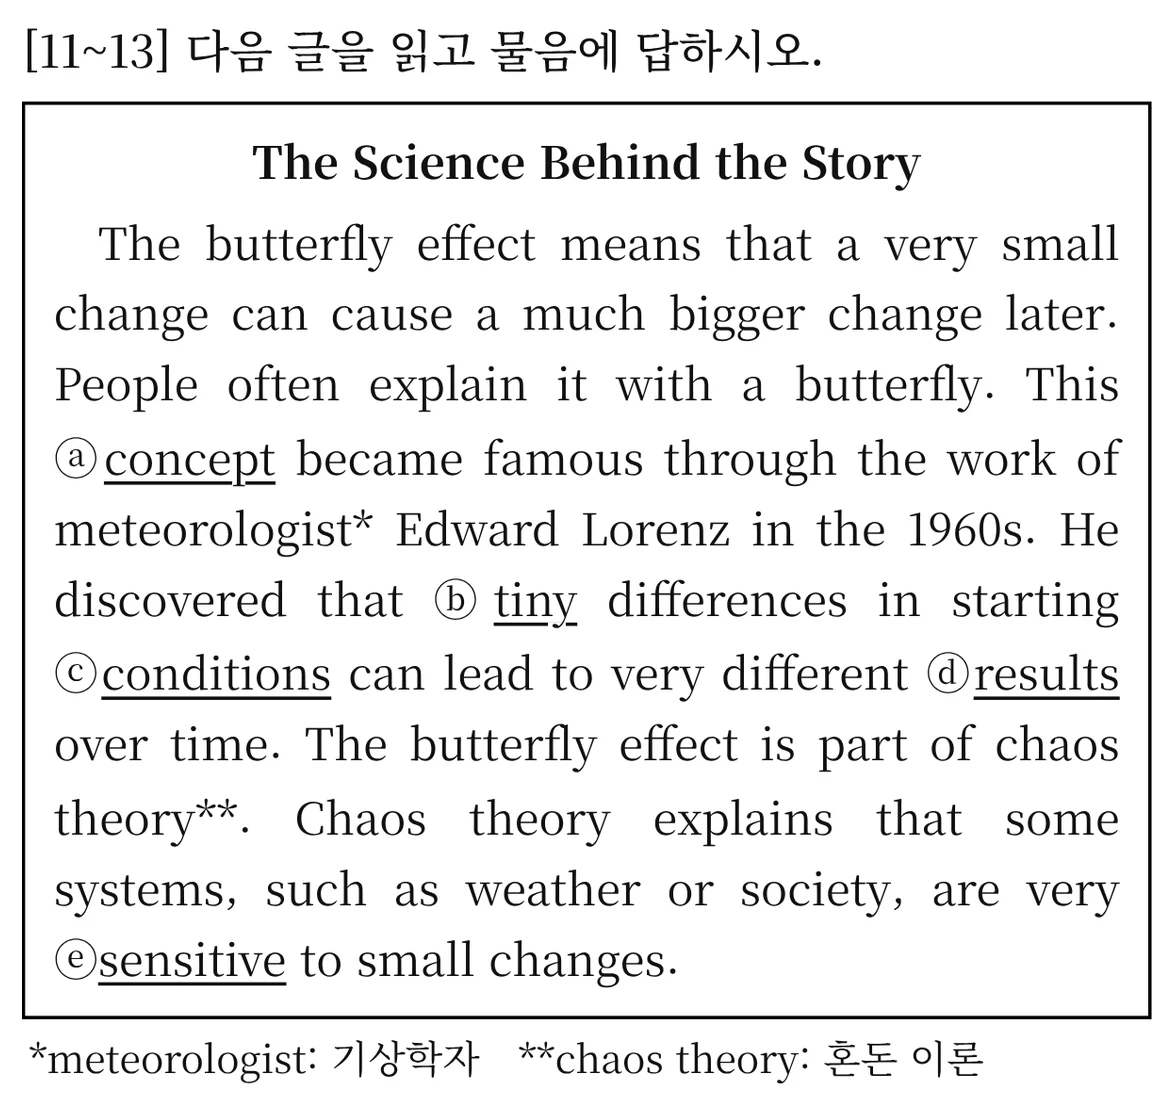 [11~13] 다음 글을 읽고 물음에 답하시오.
The Science Behind the Story
The butterfly effect means that a very small
change can cause a much bigger change later.
People often explain it with a butterfly. This
ⓐconcept became famous through the work of
meteorologist* Edward Lorenz in the 1960s. He
discovered that ⓑ tiny differences in starting
ⓒconditions can lead to very different ⓓresults
over time. The butterfly effect is part of chaos
theory**. Chaos theory explains that some
systems, such as weather or society, are very
ⓔsensitive to small changes.
*meteorologist: 기상학자 **chaos theory: 혼돈 이론